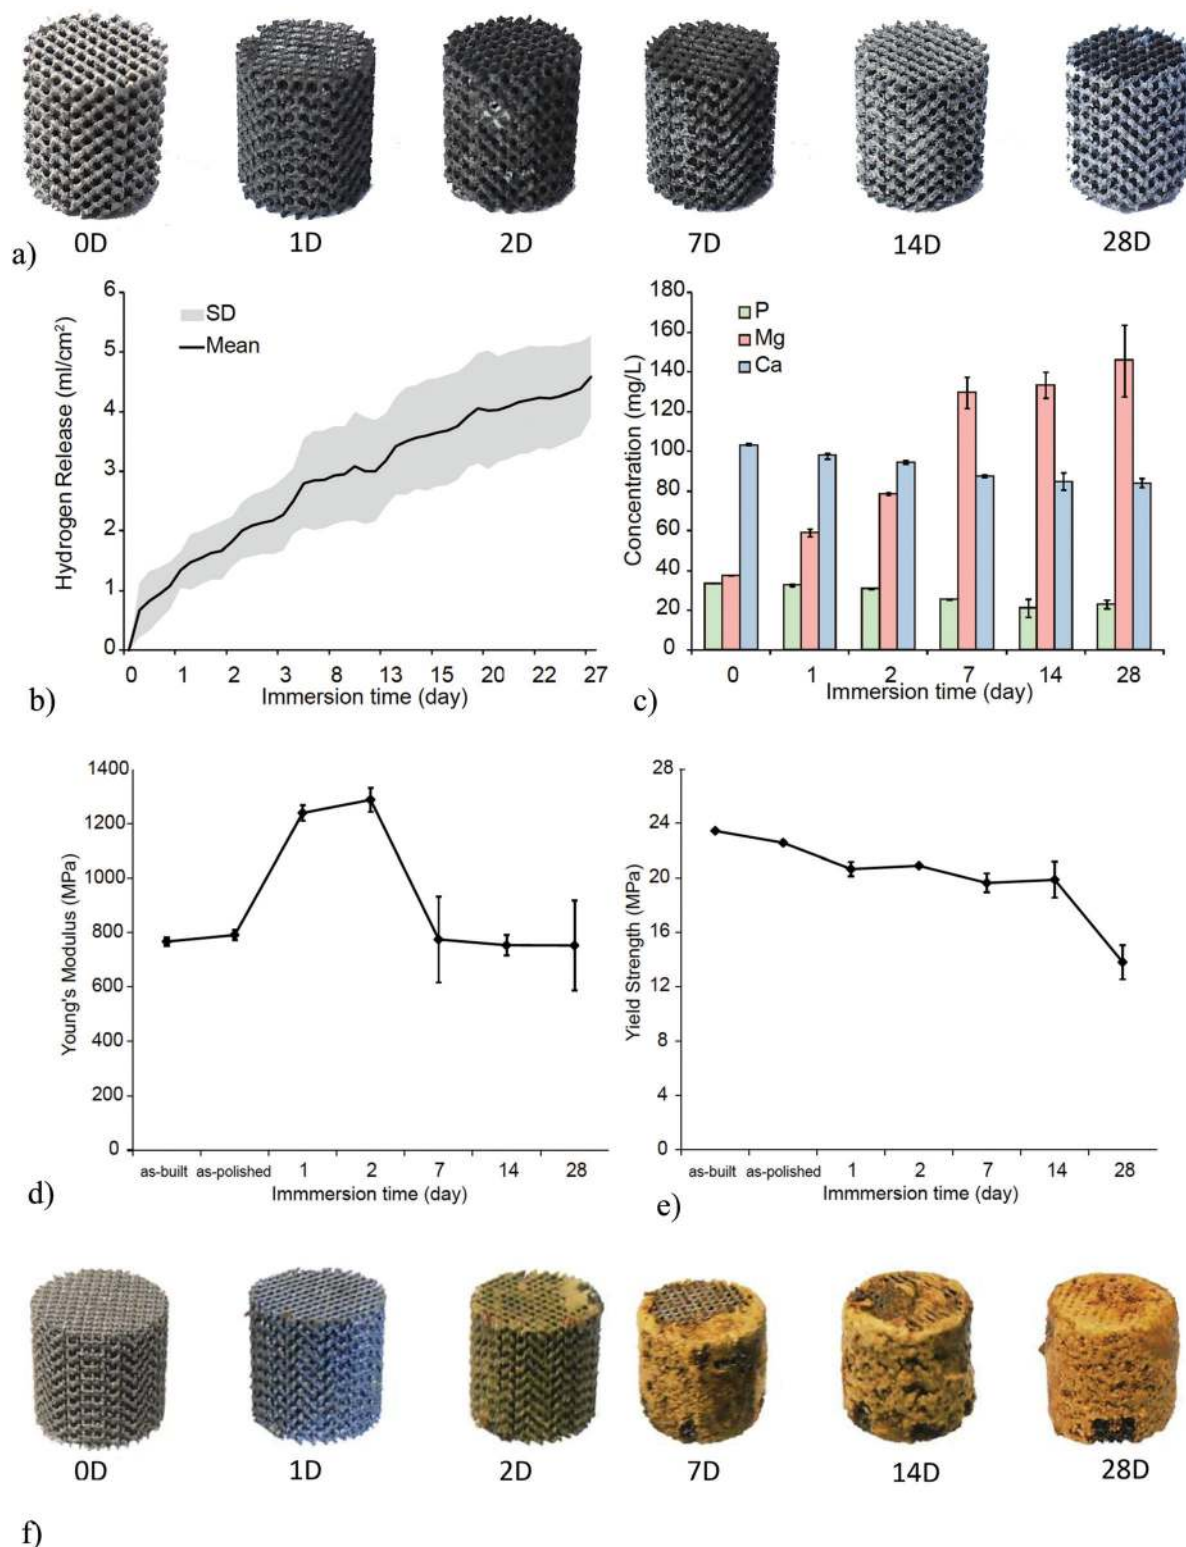 0D 1D 2D 7D 14D 28D
a)
6
5
4
3
2
1
0
Hydrogen Release (ml/cm²)
SD
Mean
0 1 2 3 8 13 15 20 22 27
Immersion time (day)
b)
180
160
140
120
100
80
60
40
20
0
Concentration (mg/L)
P
Mg
Ca
0 1 2 7 14 28
Immersion time (day)
c)
1400
1200
1000
800
600
400
200
0
Young's Modulus (MPa)
as-built as-polished 1 2 7 14 28
Immmersion time (day)
d)
28
24
20
16
12
8
4
0
Yield Strength (MPa)
as-built as-polished 1 2 7 14 28
Immmersion time (day)
e)
0D 1D 2D 7D 14D 28D
f)